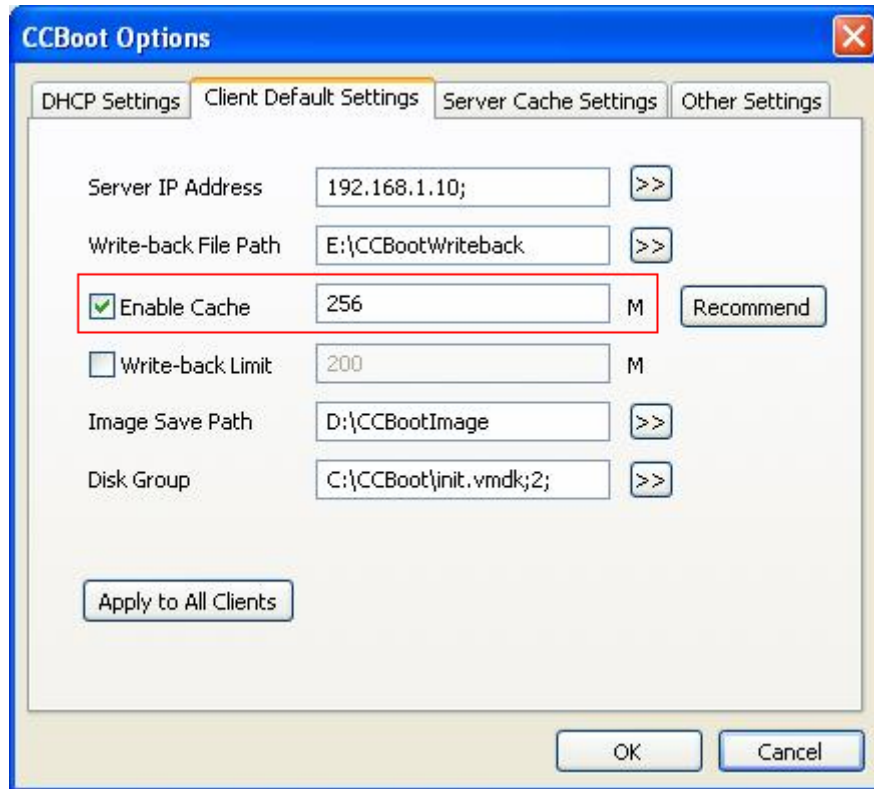 CCBoot Options
DHCP Settings Client Default Settings Server Cache Settings Other Settings
Server IP Address 192.168.1.10; >>
Write-back File Path E:\CCBootWriteback >>
Enable Cache 256 M Recommend
Write-back Limit 200 M
Image Save Path D:\CCBootImage >>
Disk Group C:\CCBoot\init.vmdk;2; >>
Apply to All Clients
OK Cancel